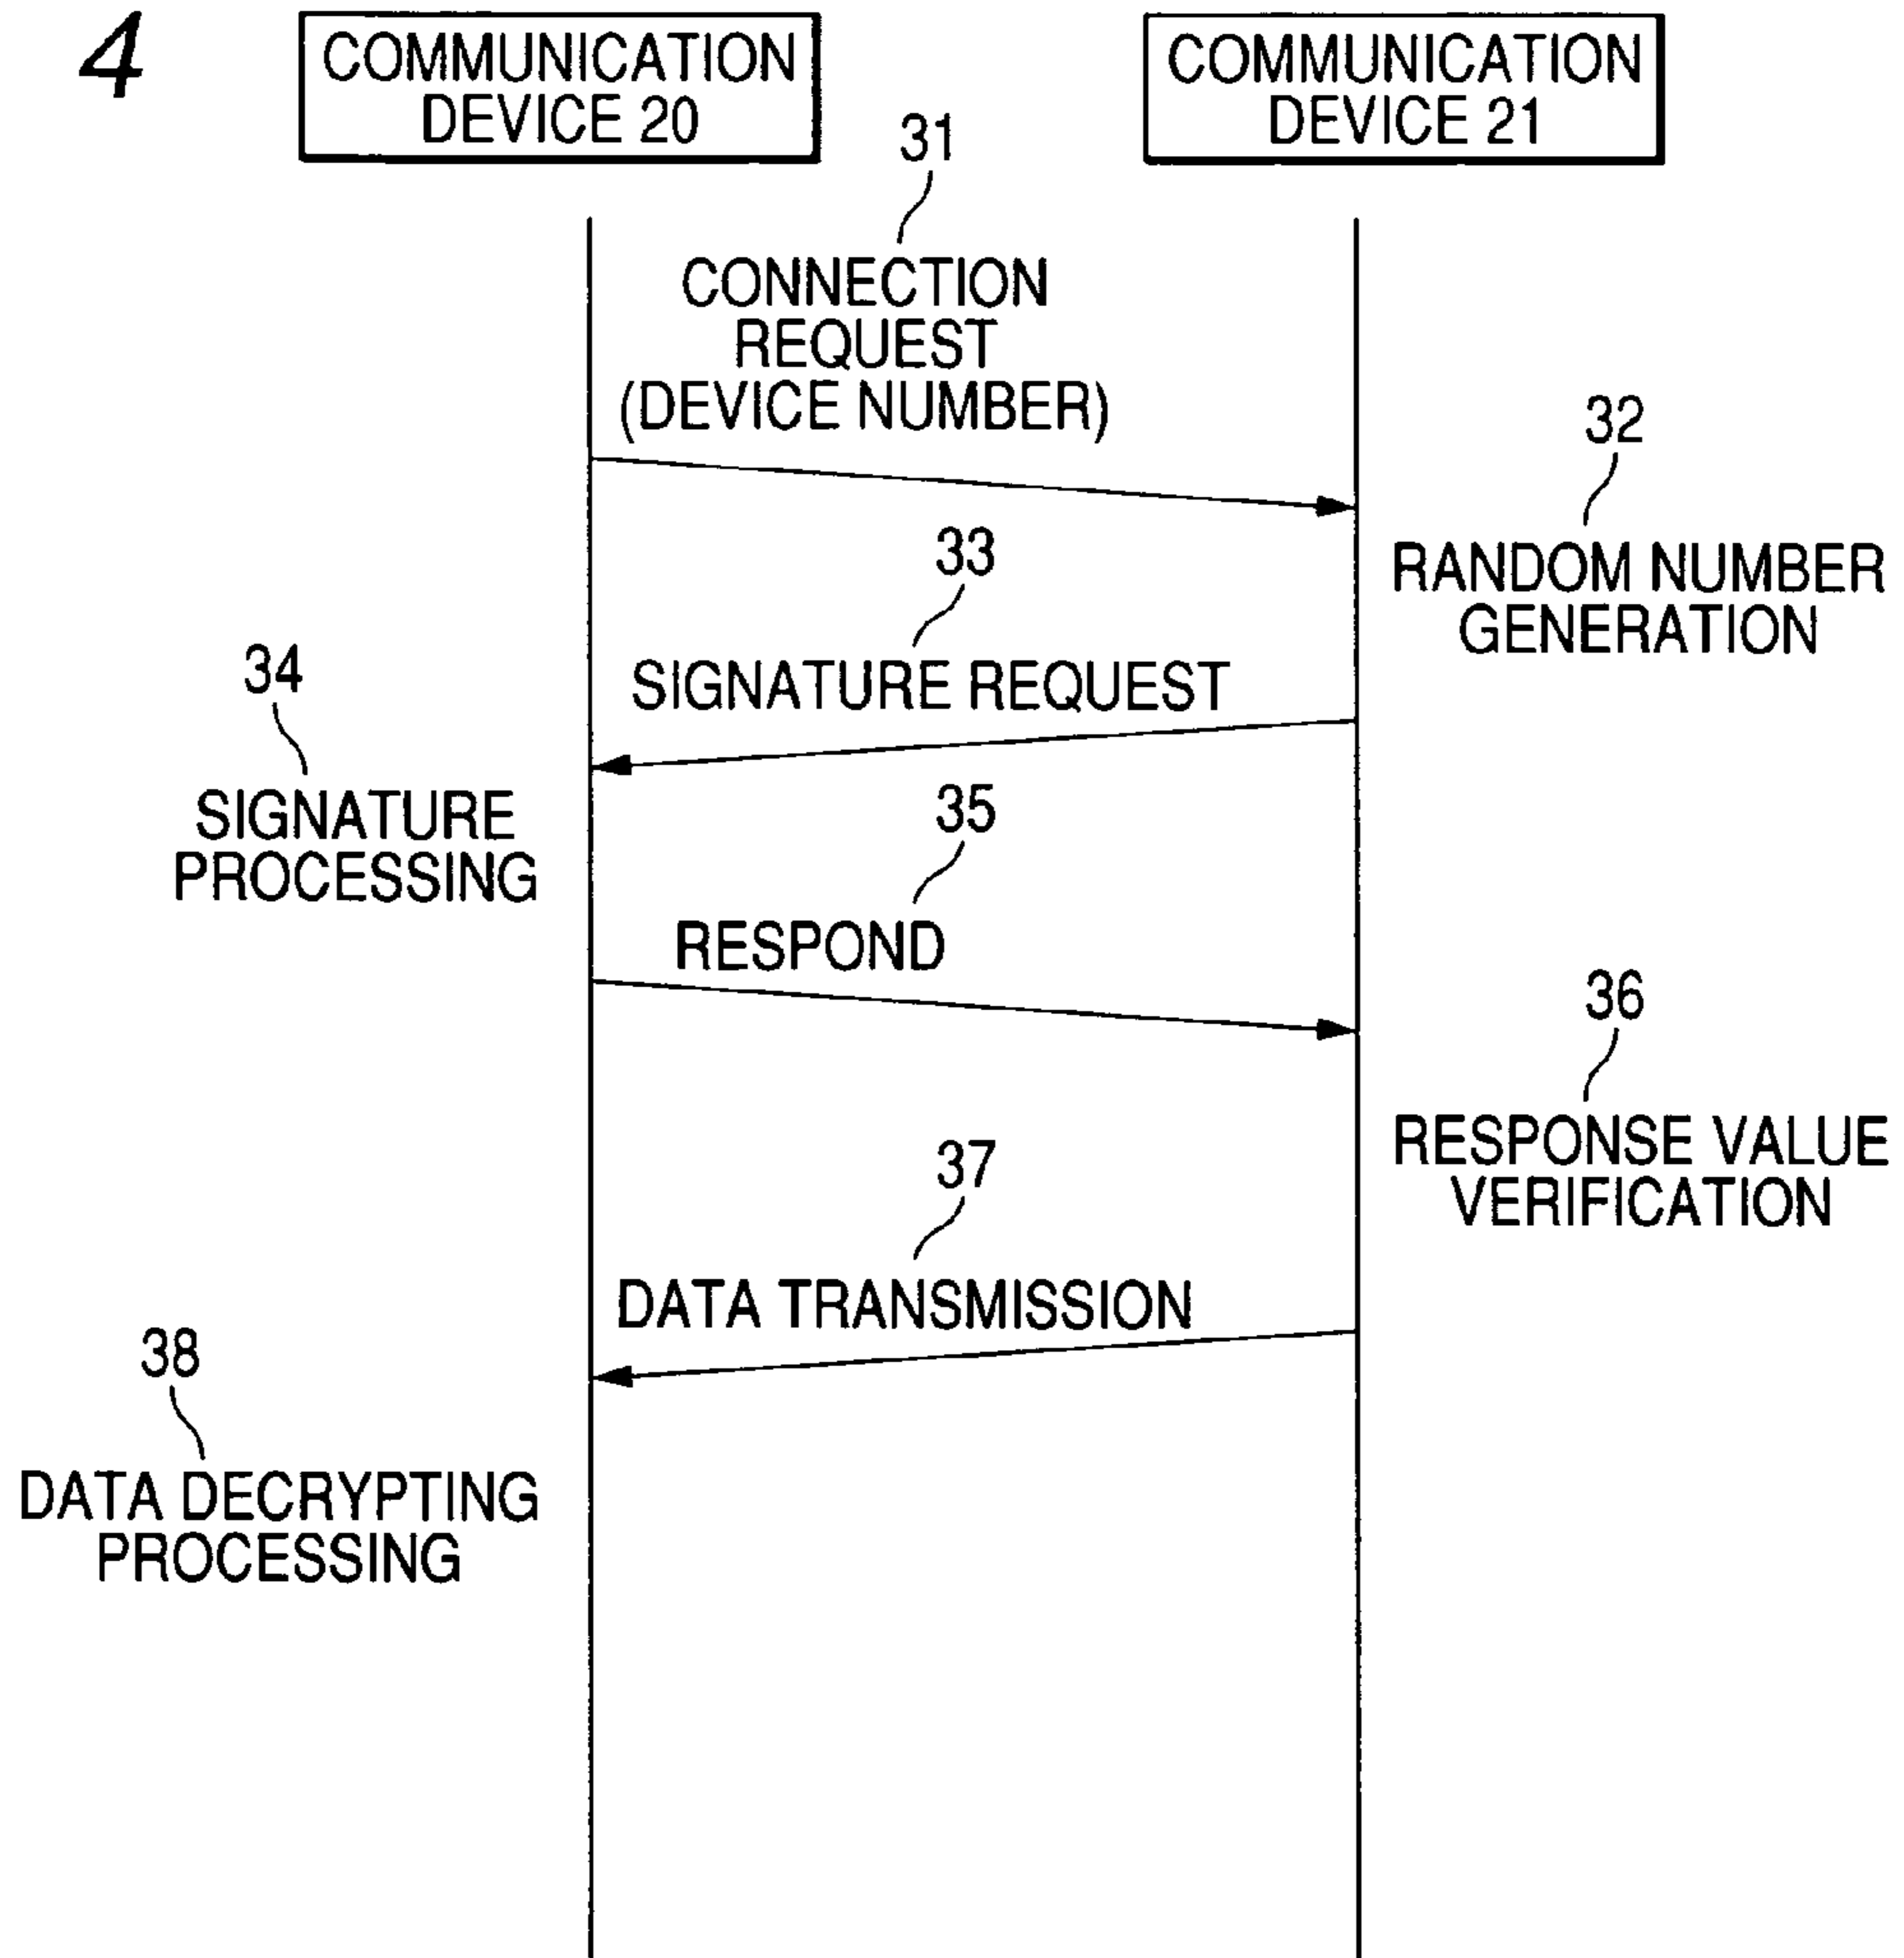 4
COMMUNICATION
DEVICE 20
COMMUNICATION
DEVICE 21
31
CONNECTION
REQUEST
(DEVICE NUMBER)
32
RANDOM NUMBER
GENERATION
33
SIGNATURE REQUEST
34
SIGNATURE
PROCESSING
35
RESPOND
36
RESPONSE VALUE
VERIFICATION
37
DATA TRANSMISSION
38
DATA DECRYPTING
PROCESSING